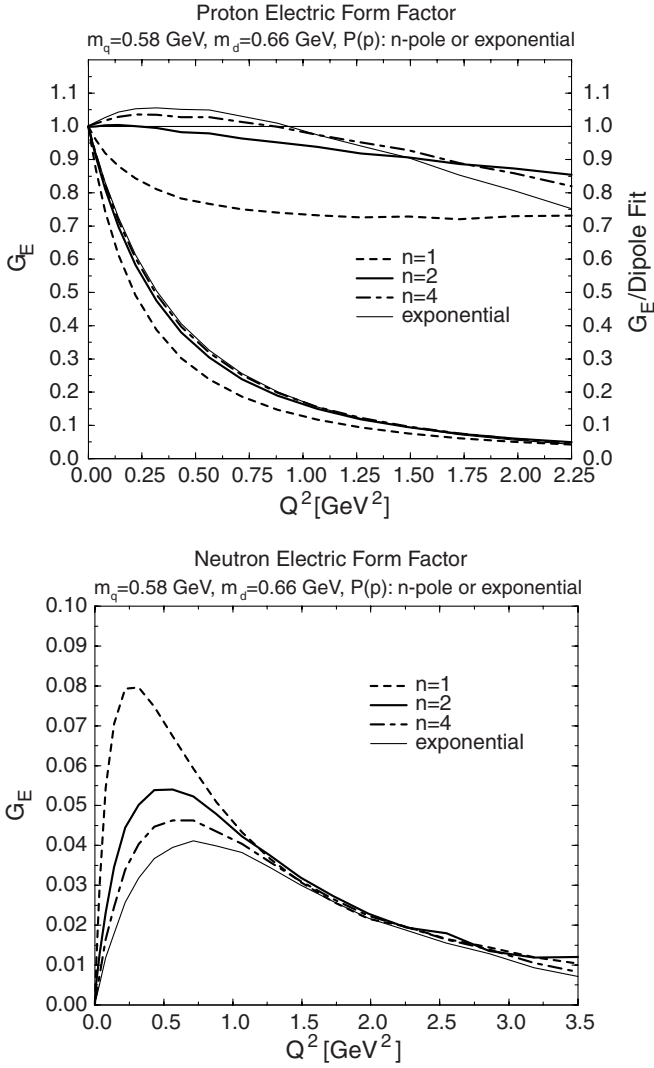 Proton Electric Form Factor
m_q=0.58 GeV, m_d=0.66 GeV, P(p): n-pole or exponential
1.1
1.0
0.9
0.8
0.7
0.6
0.5
0.4
0.3
0.2
0.1
0.0
G_E
n=1
n=2
n=4
exponential
1.1
1.0
0.9
0.8
0.7
0.6
0.5
0.4
0.3
0.2
0.1
0.0
G_E/Dipole Fit
0.00 0.25 0.50 0.75 1.00 1.25 1.50 1.75 2.00 2.25
Q^2 [GeV^2]
Neutron Electric Form Factor
m_q=0.58 GeV, m_d=0.66 GeV, P(p): n-pole or exponential
0.10
0.09
0.08
0.07
0.06
0.05
0.04
0.03
0.02
0.01
0.00
G_E
n=1
n=2
n=4
exponential
0.0 0.5 1.0 1.5 2.0 2.5 3.0 3.5
Q^2 [GeV^2]